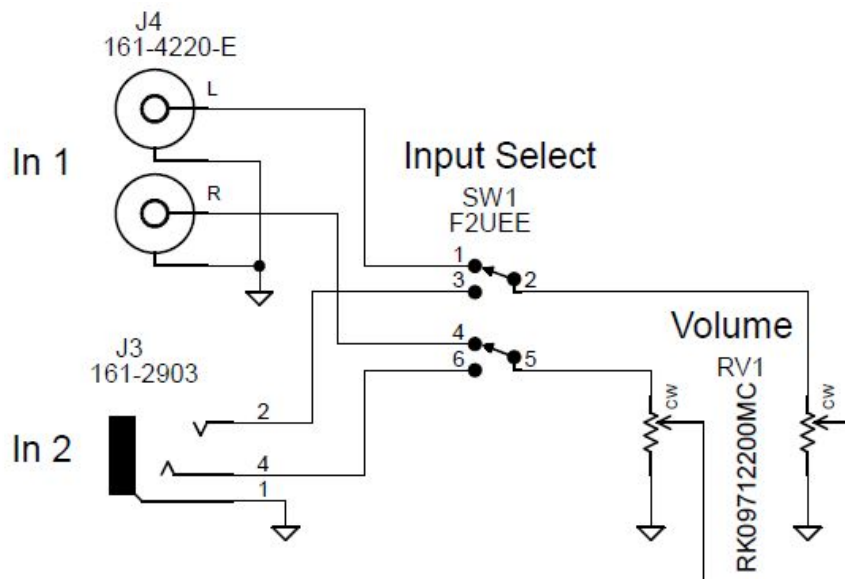 J4
161-4220-E
L
In 1
R
Input Select
SW1
F2UEE
1
3
2
4
6
5
Volume
RV1
RK09712200MC
CW
CW
J3
161-2903
2
In 2
4
1